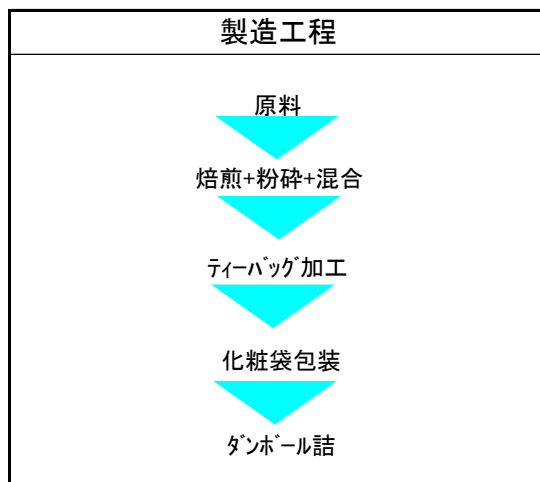 製造工程
原料
焙煎+粉砕+混合
ﾃｨｰﾊﾞｯｸﾞ加工
化粧袋包装
ﾀﾞﾝﾎﾞｰﾙ詰